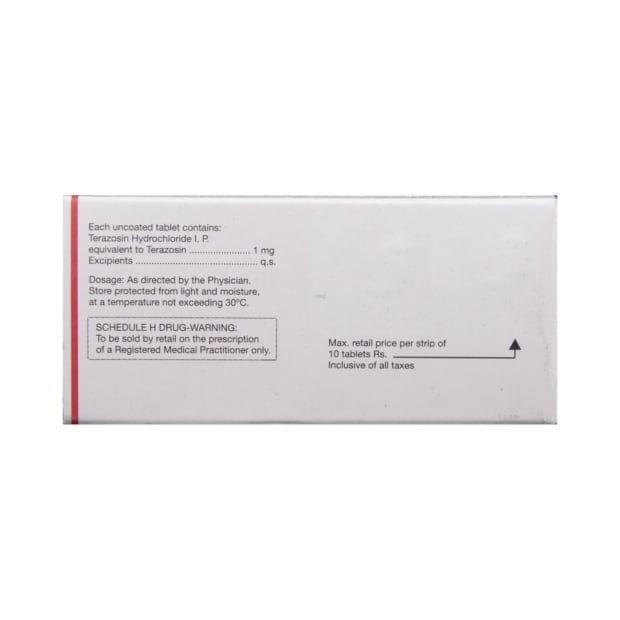 Each uncoated tablet contains:
Terazosin Hydrochloride I. P.
equivalent to Terazosin ....................... 1 mg
Excipients .............................................. q.s.
Dosage: As directed by the Physician.
Store protected from light and moisture,
at a temperature not exceeding 30ºC.
SCHEDULE H DRUG-WARNING:
To be sold by retail on the prescription
of a Registered Medical Practitioner only.
Max. retail price per strip of
10 tablets Rs.
Inclusive of all taxes